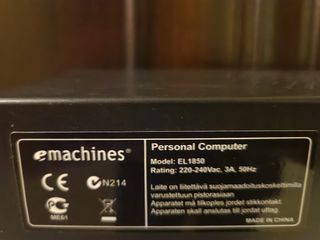 emachines®
CE N214
ME61
Personal Computer
Model: EL1850
Rating: 220-240Vac, 3A, 50Hz
Laite on liitettävä suojamaadoituskoskettimilla
varustettuun pistorasiaan
Apparatet må tilkoples jordet stikkontakt
Apparaten skall anslutas till jordat uttag
MADE IN CHINA